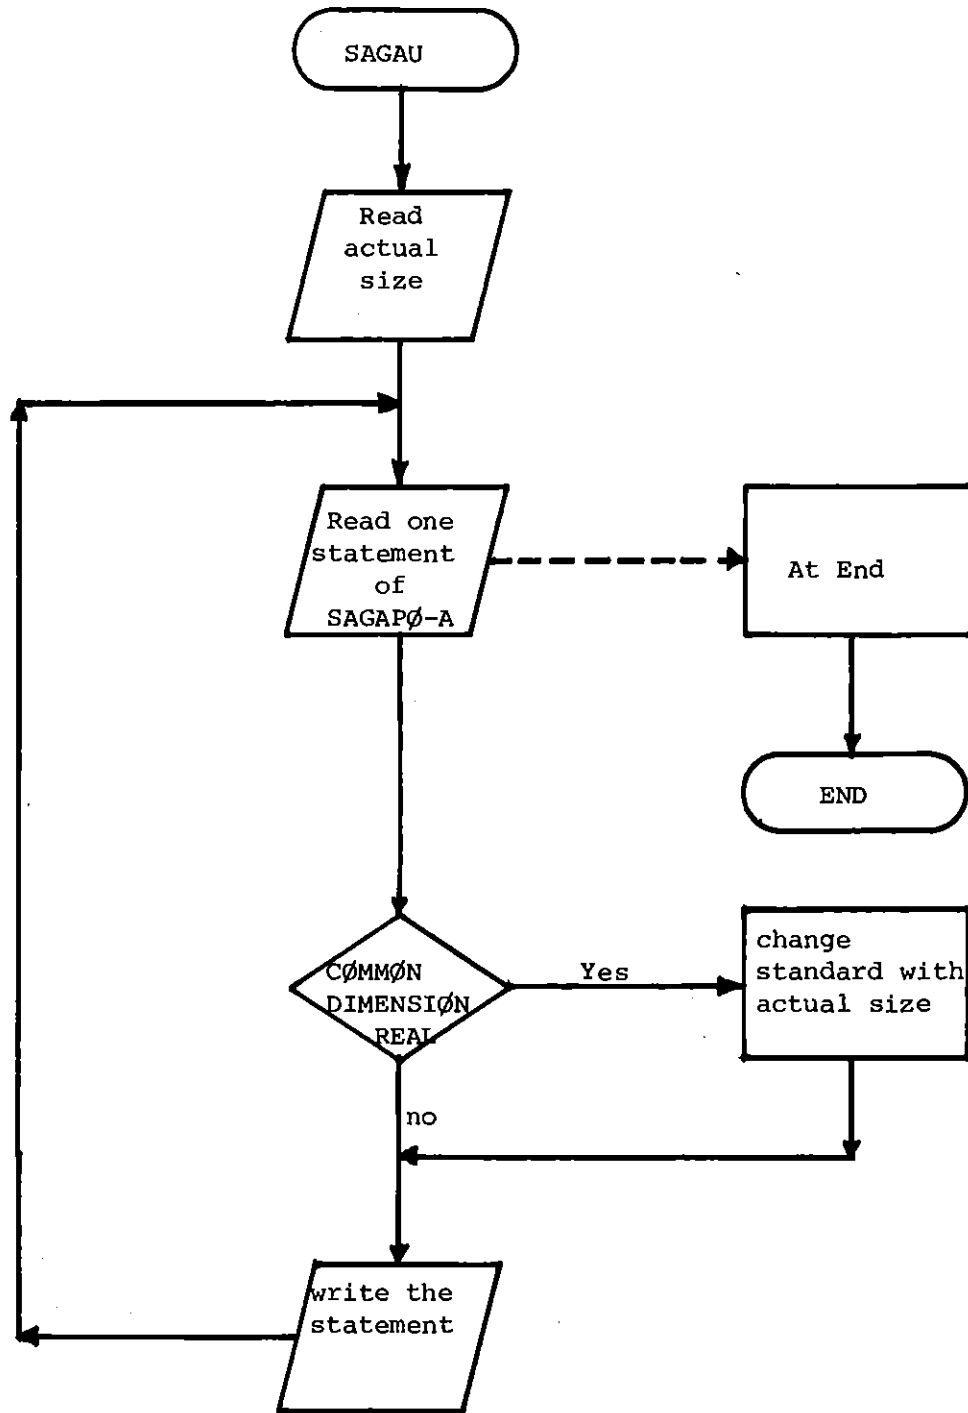 SAGAU
Read
actual
size
Read one
statement
of
SAGAPØ-A
At End
END
CØMMØN
DIMENSIØN
REAL
Yes
change
standard with
actual size
no
write the
statement